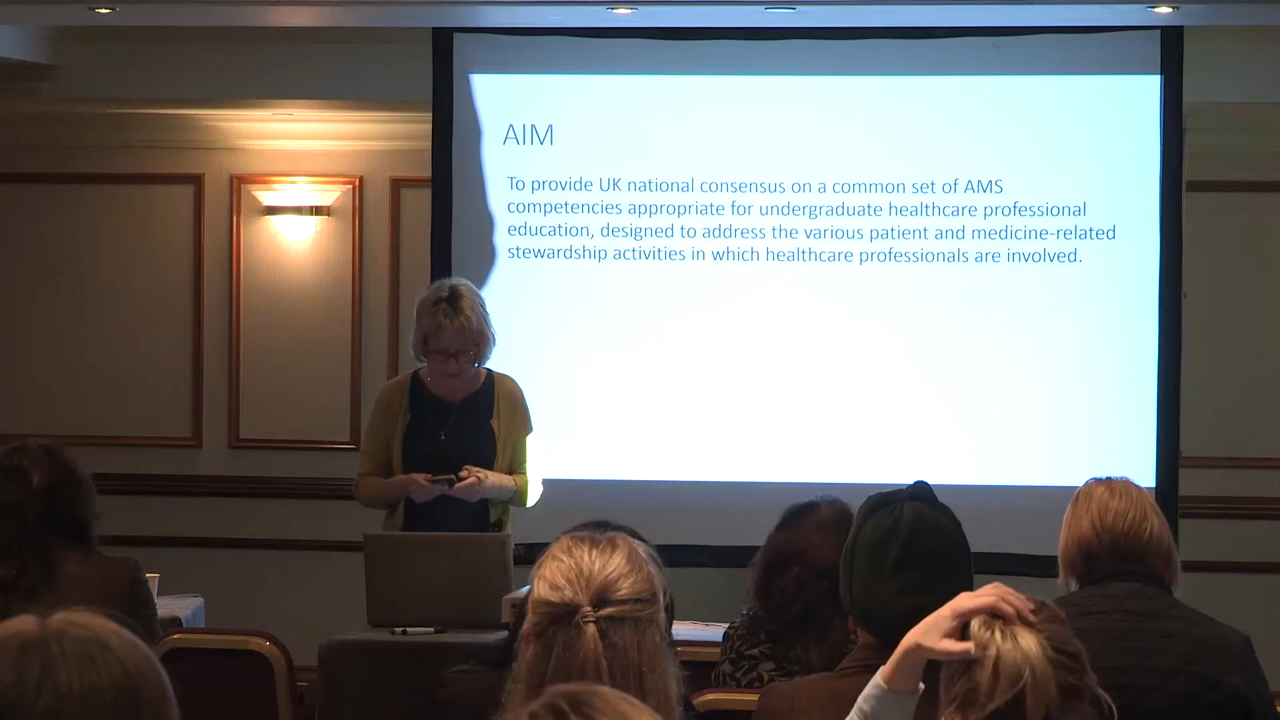 AIM
To provide UK national consensus on a common set of AMS
competencies appropriate for undergraduate healthcare professional
education, designed to address the various patient and medicine-related
stewardship activities in which healthcare professionals are involved.